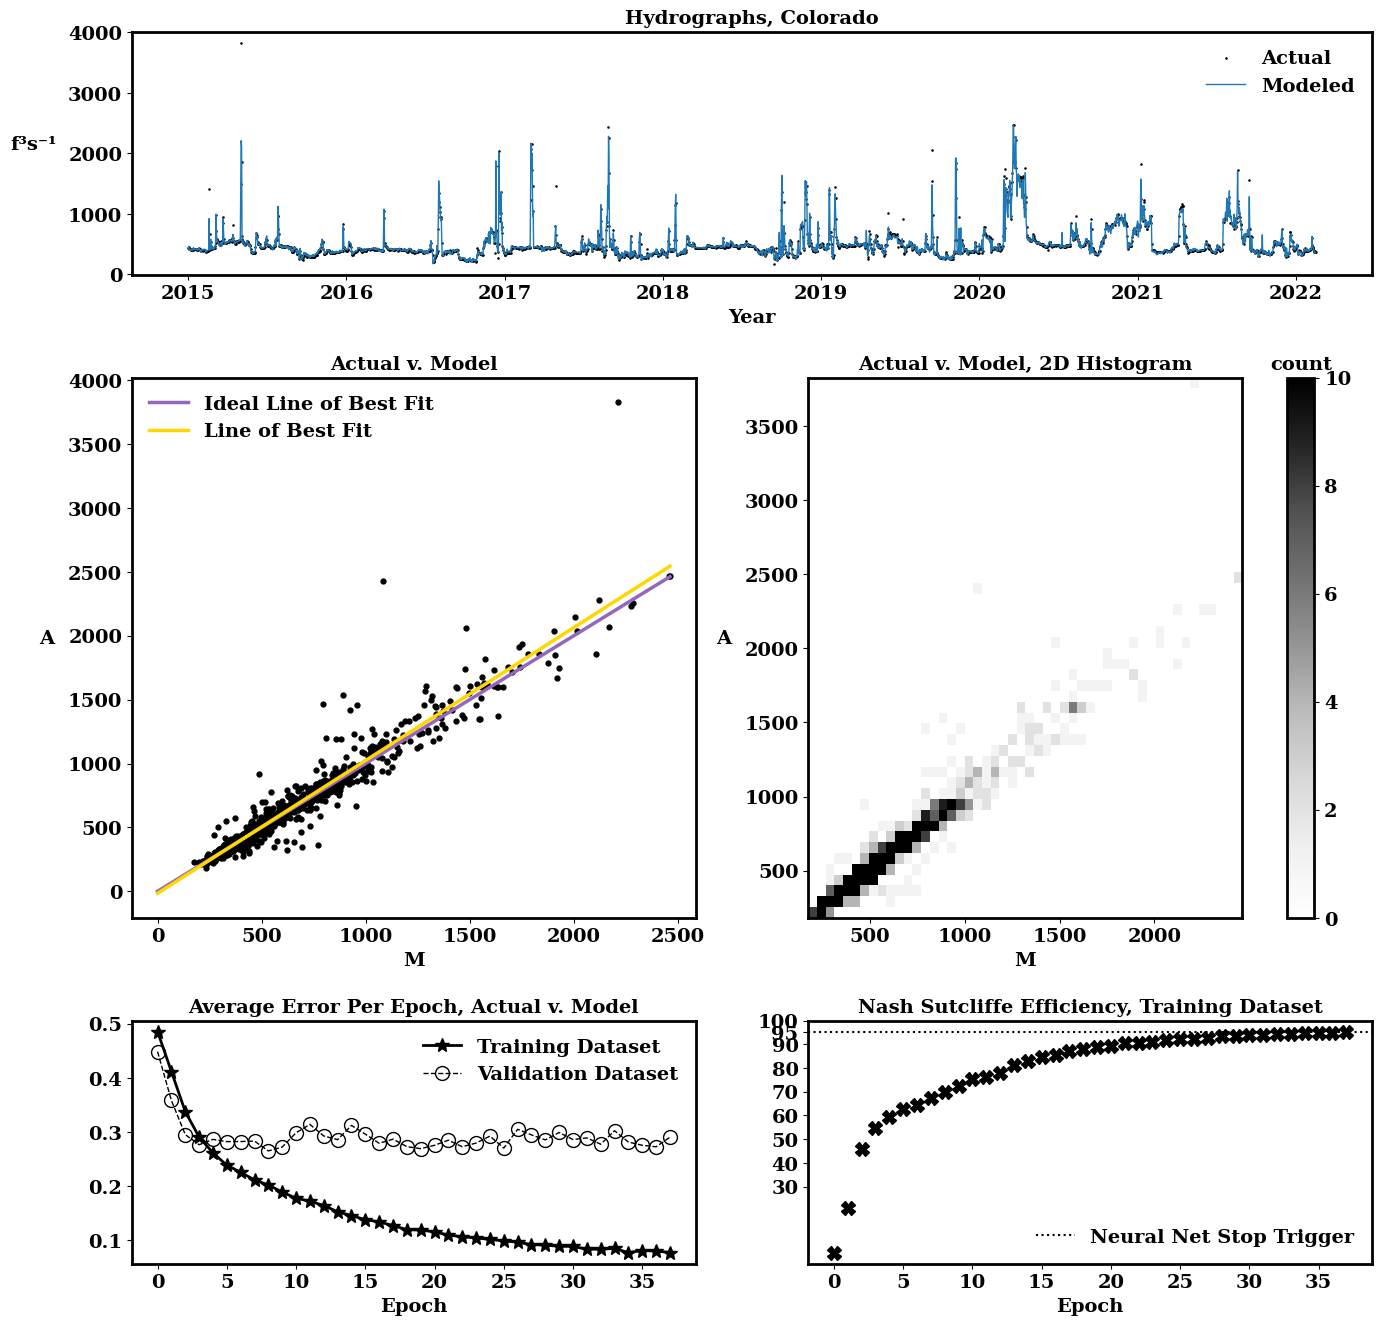 Hydrographs, Colorado
4000
3000
2000
1000
0
f³s⁻¹
Actual
Modeled
2015 2016 2017 2018 2019 2020 2021 2022
Year
Actual v. Model
4000
3500
3000
2500
2000
1500
1000
500
0
A
Ideal Line of Best Fit
Line of Best Fit
0 500 1000 1500 2000 2500
M
Actual v. Model, 2D Histogram
3500
3000
2500
2000
1500
1000
500
A
500 1000 1500 2000
M
count
10
8
6
4
2
0
Average Error Per Epoch, Actual v. Model
0.5
0.4
0.3
0.2
0.1
Training Dataset
Validation Dataset
0 5 10 15 20 25 30 35
Epoch
Nash Sutcliffe Efficiency, Training Dataset
100
95
90
80
70
60
50
40
30
Neural Net Stop Trigger
0 5 10 15 20 25 30 35
Epoch